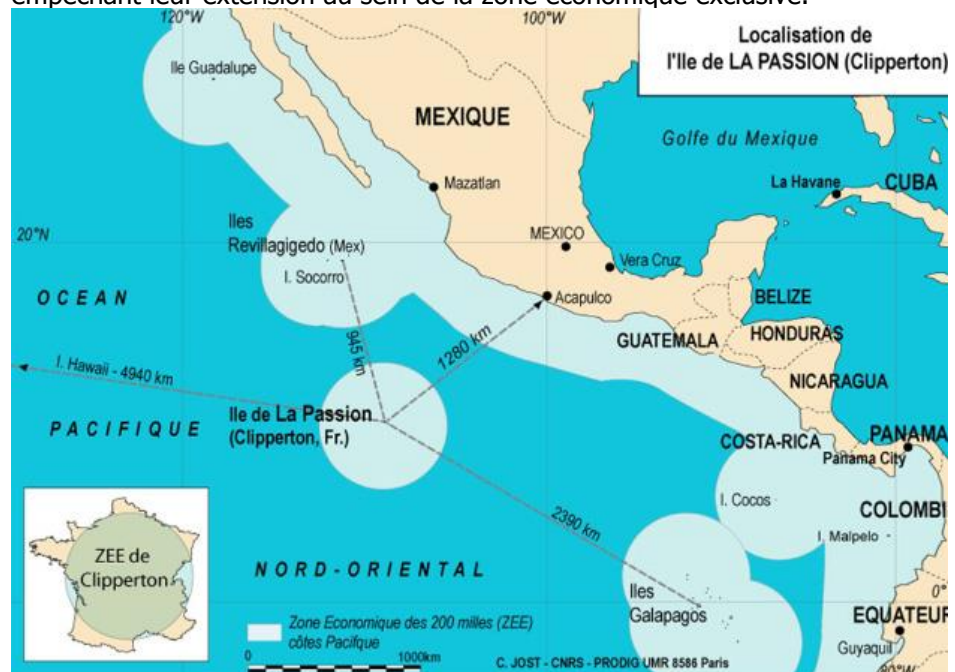 empêchant leur extension au sein de la zone économique exclusive.
120°W
100°W
Localisation de
l'Ile de LA PASSION (Clipperton)
Ile Guadalupe
MEXIQUE
Golfe du Mexique
Mazatlan
La Havane
CUBA
20°N
Iles
Revillagigedo (Mex)
MEXICO
Vera Cruz
I. Socorro
OCEAN
Acapulco
BELIZE
945 km
1280 km
GUATEMALA
HONDURAS
I. Hawaii - 4940 km
NICARAGUA
Ile de La Passion
(Clipperton, Fr.)
PACIFIQUE
COSTA-RICA
PANAMA
Panama City
I. Cocos
COLOMBI
2390 km
I. Malpelo
ZEE de
Clipperton
NORD-ORIENTAL
Iles
Galapagos
0°
EQUATEUR
Zone Economique des 200 milles (ZEE)
côtes Pacifque
Guyaquil
0
1000km
C. JOST - CNRS - PRODIG UMR 8586 Paris
80°W